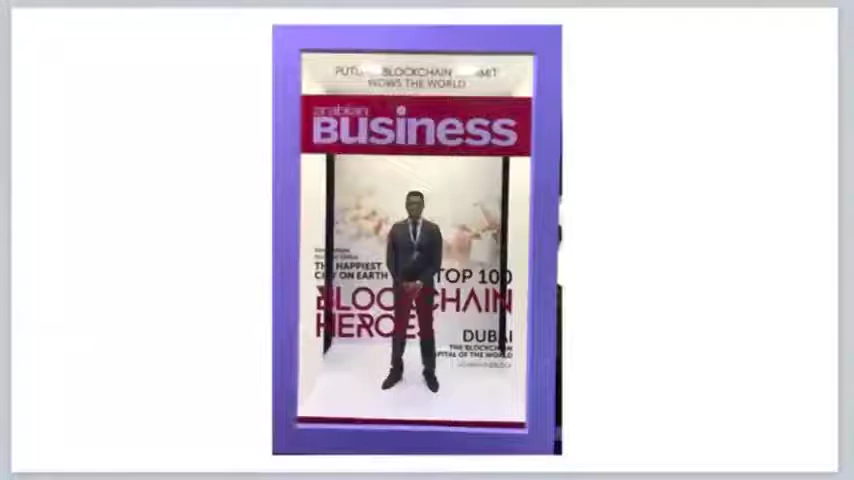 BLOCKCHAIN
WOWS THE WORLD
arabian
BUSINESS
THE HAPPIEST
CITY ON EARTH
TOP 100
BLOCKCHAIN
HEROES
DUBAI
THE BLOCKCHAIN
CAPITAL OF THE WORLD